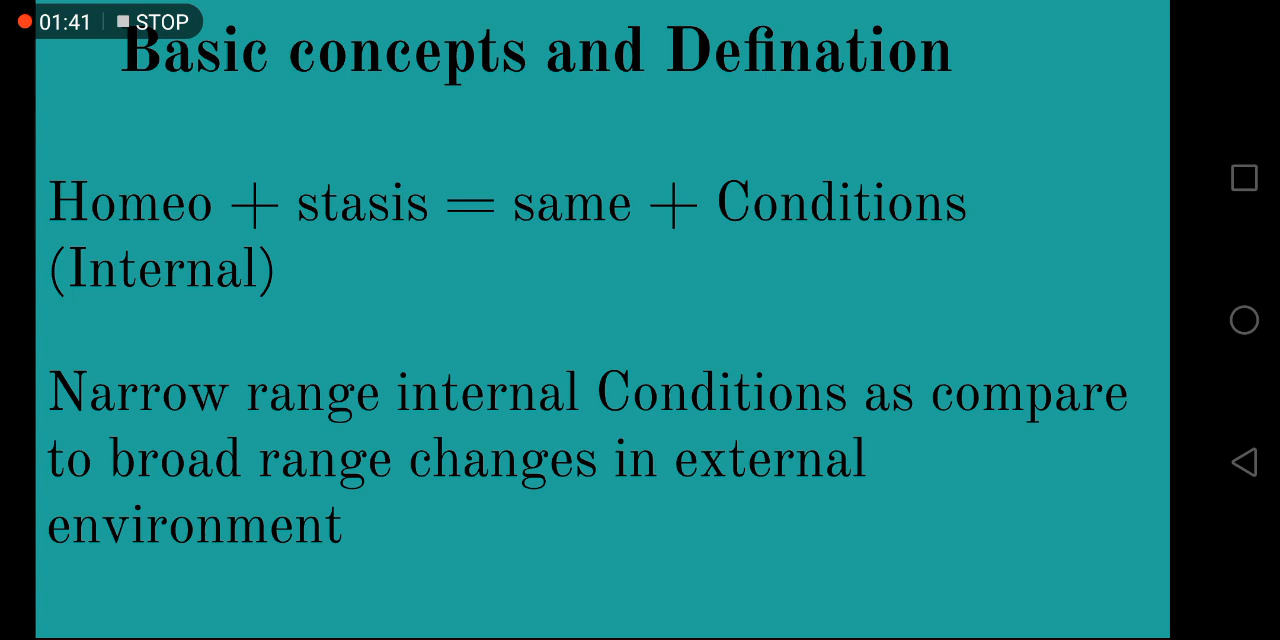 01:41 STOP
Basic concepts and Defination
Homeo + stasis = same + Conditions
(Internal)
Narrow range internal Conditions as compare
to broad range changes in external
environment